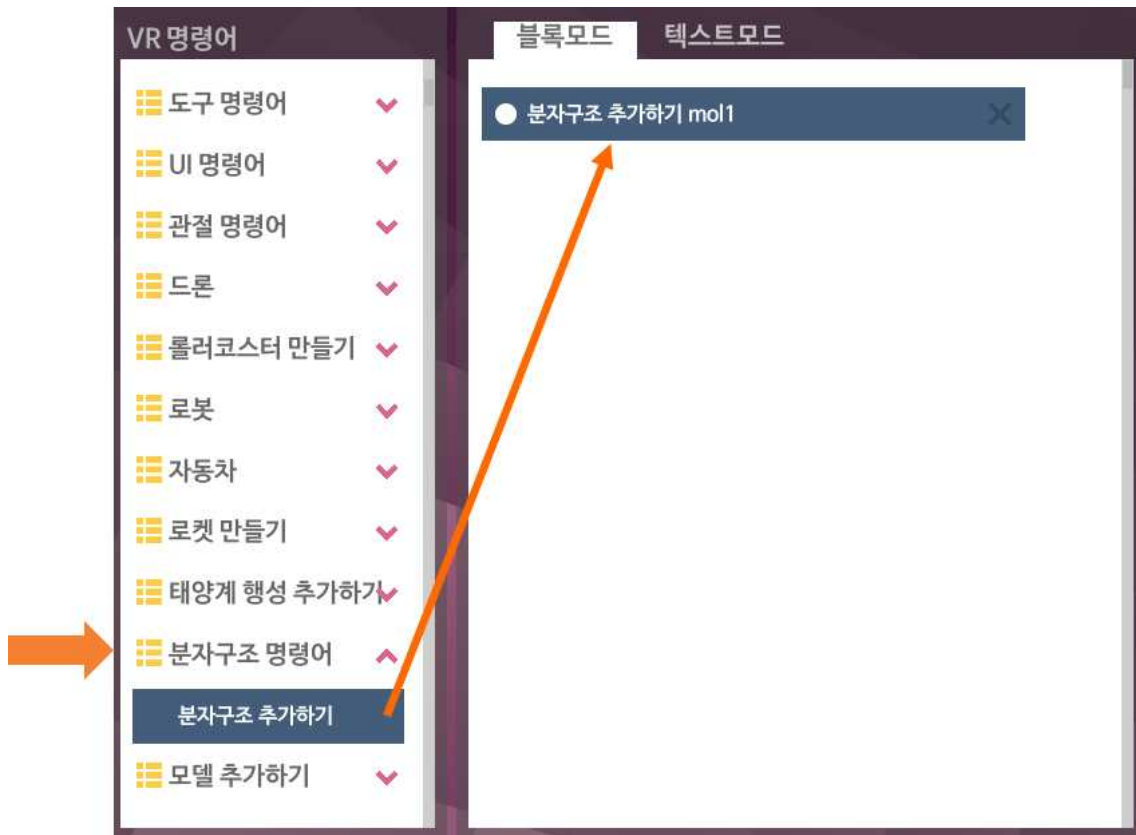 VR 명령어
블록모드
텍스트모드
도구 명령어
UI 명령어
관절 명령어
드론
롤러코스터 만들기
로봇
자동차
로켓 만들기
태양계 행성 추가하기
분자구조 명령어
분자구조 추가하기
모델 추가하기
분자구조 추가하기 mol1